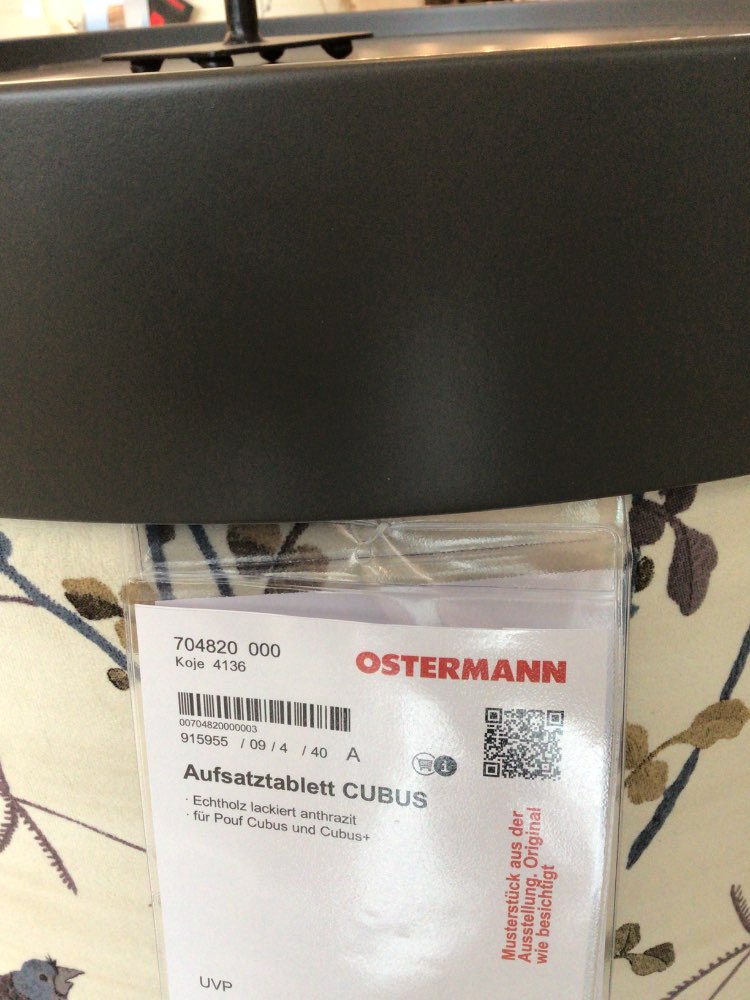 704820 000
Koje 4136
OSTERMANN
00704820000003
915955 / 09 / 4 / 40 A
Aufsatztablett CUBUS
· Echtholz lackiert anthrazit
· für Pouf Cubus und Cubus+
Musterstück aus der
Ausstellung. Original
wie besichtigt
UVP